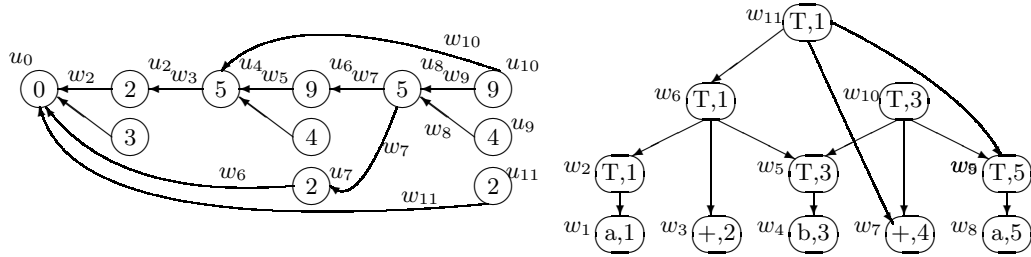 w11 T,1
u0 w10
u2 u4 u6 u8 u10
w2 w3 w5 w7 w9
0 2 5 9 5 9
w6 T,1 w10 T,3
3 4 w8 4 u9
w7
w6 2 u7 2 u11
w11
w2 T,1 w5 T,3 T,5
w1 a,1 w3 +,2 w4 b,3 w7 +,4 w8 a,5